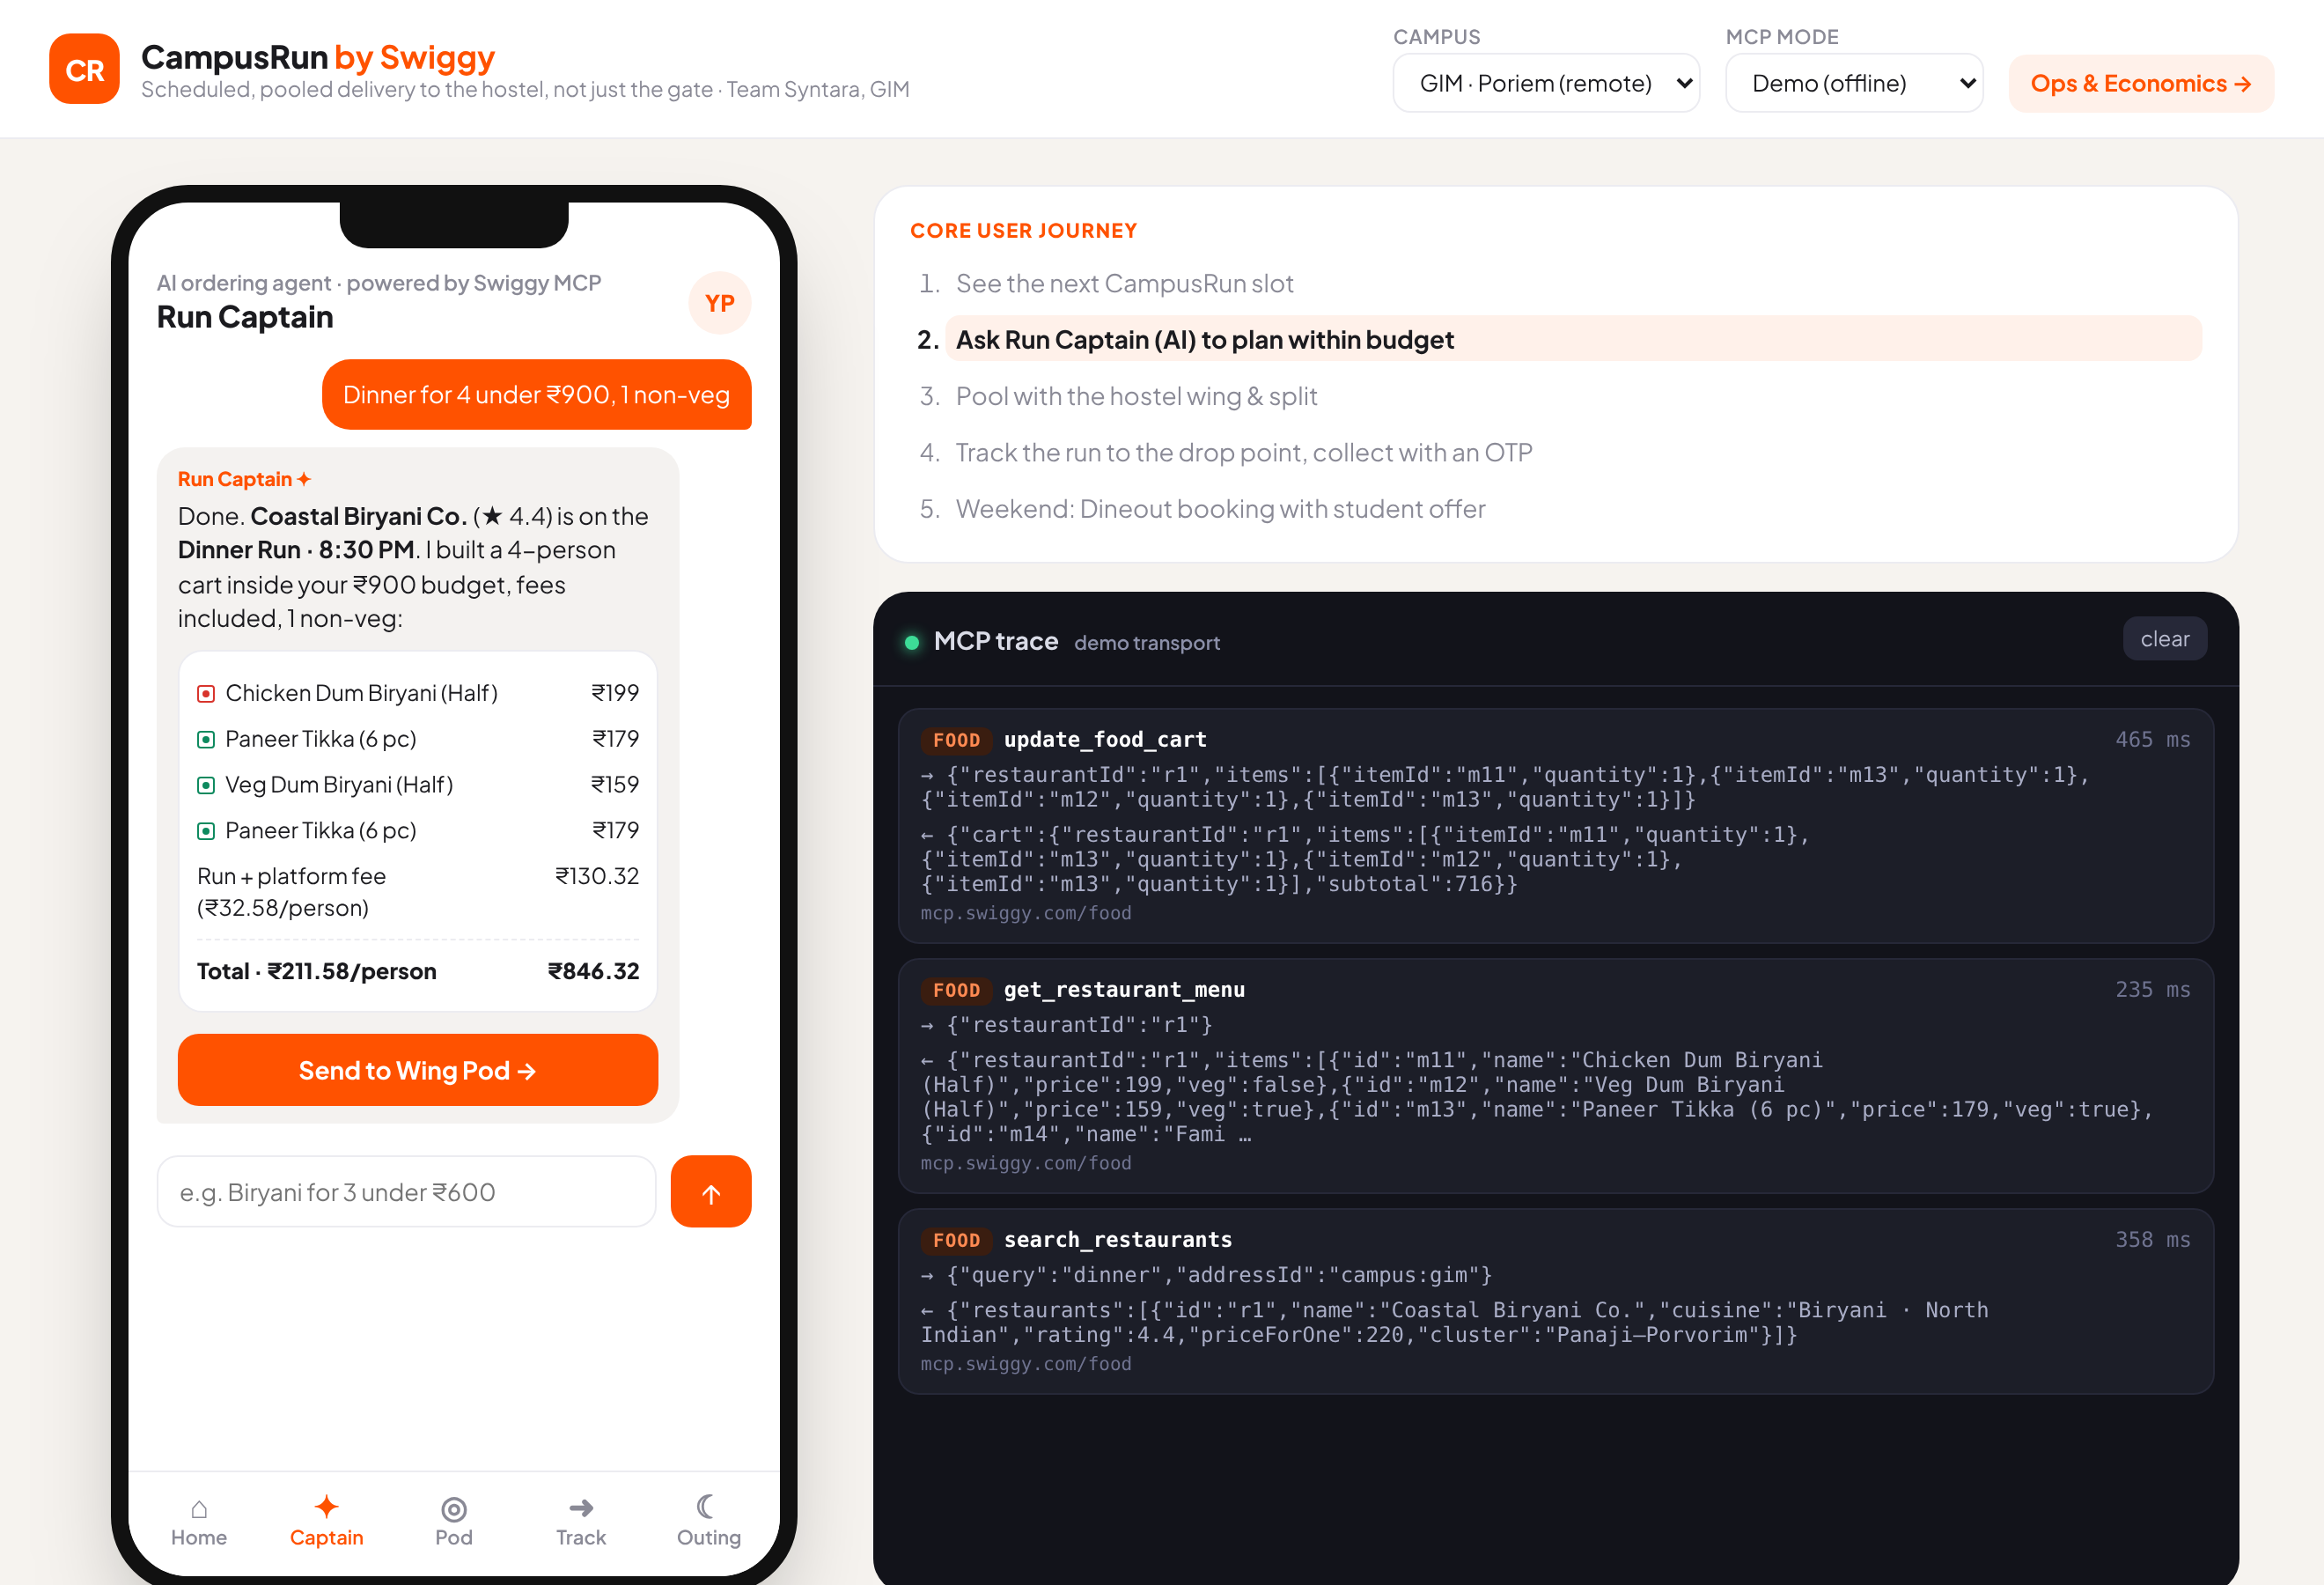 CR
CampusRun by Swiggy
Scheduled, pooled delivery to the hostel, not just the gate · Team Syntara, GIM
CAMPUS
GIM · Poriem (remote)
MCP MODE
Demo (offline)
Ops & Economics →
AI ordering agent · powered by Swiggy MCP
Run Captain
YP
Dinner for 4 under ₹900, 1 non-veg
Run Captain ✦
Done. Coastal Biryani Co. (★ 4.4) is on the
Dinner Run · 8:30 PM. I built a 4-person
cart inside your ₹900 budget, fees
included, 1 non-veg:
Chicken Dum Biryani (Half) ₹199
Paneer Tikka (6 pc) ₹179
Veg Dum Biryani (Half) ₹159
Paneer Tikka (6 pc) ₹179
Run + platform fee ₹130.32
(₹32.58/person)
Total · ₹211.58/person ₹846.32
Send to Wing Pod →
e.g. Biryani for 3 under ₹600
↑
Home
Captain
Pod
Track
Outing
CORE USER JOURNEY
1. See the next CampusRun slot
2. Ask Run Captain (AI) to plan within budget
3. Pool with the hostel wing & split
4. Track the run to the drop point, collect with an OTP
5. Weekend: Dineout booking with student offer
MCP trace demo transport
clear
FOOD update_food_cart 465 ms
→ {"restaurantId":"r1","items":[{"itemId":"m11","quantity":1},{"itemId":"m13","quantity":1},
{"itemId":"m12","quantity":1},{"itemId":"m13","quantity":1}]}
← {"cart":{"restaurantId":"r1","items":[{"itemId":"m11","quantity":1},
{"itemId":"m13","quantity":1},{"itemId":"m12","quantity":1},
{"itemId":"m13","quantity":1}],"subtotal":716}}
mcp.swiggy.com/food
FOOD get_restaurant_menu 235 ms
→ {"restaurantId":"r1"}
← {"restaurantId":"r1","items":[{"id":"m11","name":"Chicken Dum Biryani
(Half)","price":199,"veg":false},{"id":"m12","name":"Veg Dum Biryani
(Half)","price":159,"veg":true},{"id":"m13","name":"Paneer Tikka (6 pc)","price":179,"veg":true},
{"id":"m14","name":"Fami …
mcp.swiggy.com/food
FOOD search_restaurants 358 ms
→ {"query":"dinner","addressId":"campus:gim"}
← {"restaurants":[{"id":"r1","name":"Coastal Biryani Co.","cuisine":"Biryani · North
Indian","rating":4.4,"priceForOne":220,"cluster":"Panaji–Porvorim"}]}
mcp.swiggy.com/food